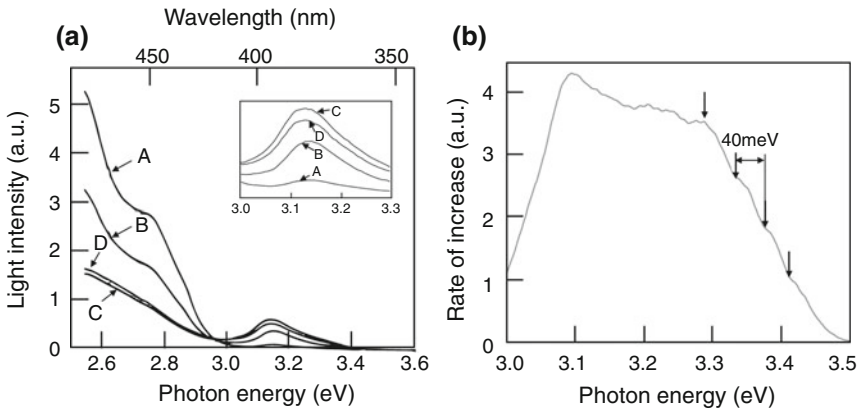 Wavelength (nm)
(a)
450 400 350
Light intensity (a.u.)
5
4
3
2
1
0
A
B
D
C
C
D
B
A
3.0 3.1 3.2 3.3
2.6 2.8 3.0 3.2 3.4 3.6
Photon energy (eV)
(b)
Rate of increase (a.u.)
4
3
2
1
0
40meV
3.0 3.1 3.2 3.3 3.4 3.5
Photon energy (eV)